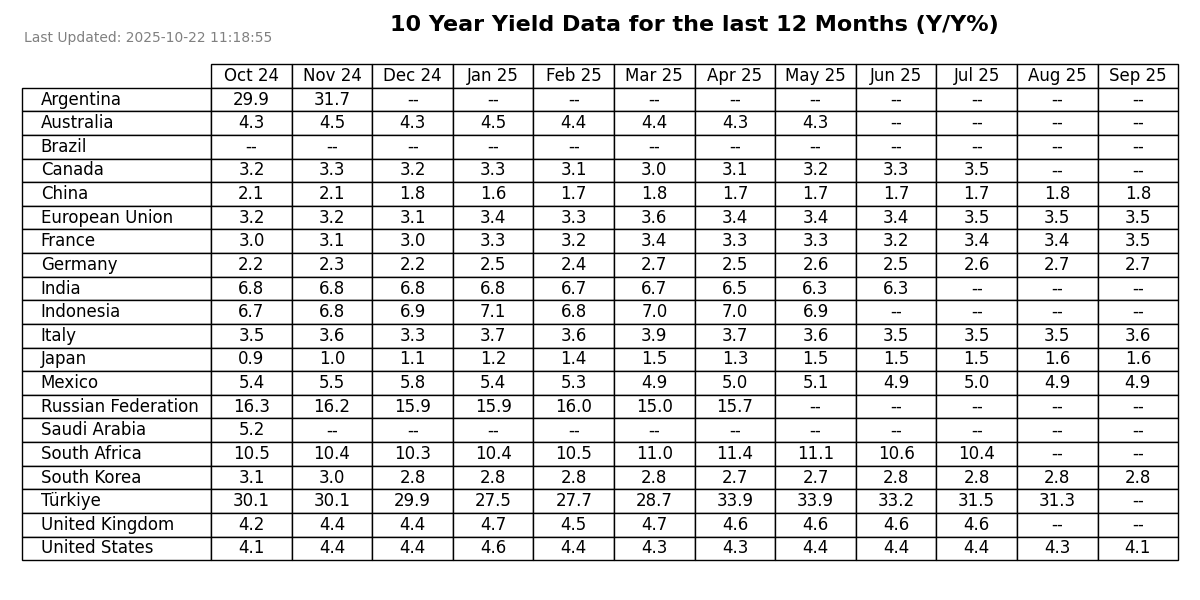 10 Year Yield Data for the last 12 Months (Y/Y%)
Last Updated: 2025-10-22 11:18:55
Oct 24 Nov 24 Dec 24 Jan 25 Feb 25 Mar 25 Apr 25 May 25 Jun 25 Jul 25 Aug 25 Sep 25
Argentina 29.9 31.7 -- -- -- -- -- -- -- -- -- --
Australia 4.3 4.5 4.3 4.5 4.4 4.4 4.3 4.3 -- -- -- --
Brazil -- -- -- -- -- -- -- -- -- -- -- --
Canada 3.2 3.3 3.2 3.3 3.1 3.0 3.1 3.2 3.3 3.5 -- --
China 2.1 2.1 1.8 1.6 1.7 1.8 1.7 1.7 1.7 1.7 1.8 1.8
European Union 3.2 3.2 3.1 3.4 3.3 3.6 3.4 3.4 3.4 3.5 3.5 3.5
France 3.0 3.1 3.0 3.3 3.2 3.4 3.3 3.3 3.2 3.4 3.4 3.5
Germany 2.2 2.3 2.2 2.5 2.4 2.7 2.5 2.6 2.5 2.6 2.7 2.7
India 6.8 6.8 6.8 6.8 6.7 6.7 6.5 6.3 6.3 -- -- --
Indonesia 6.7 6.8 6.9 7.1 6.8 7.0 7.0 6.9 -- -- -- --
Italy 3.5 3.6 3.3 3.7 3.6 3.9 3.7 3.6 3.5 3.5 3.5 3.6
Japan 0.9 1.0 1.1 1.2 1.4 1.5 1.3 1.5 1.5 1.5 1.6 1.6
Mexico 5.4 5.5 5.8 5.4 5.3 4.9 5.0 5.1 4.9 5.0 4.9 4.9
Russian Federation 16.3 16.2 15.9 15.9 16.0 15.0 15.7 -- -- -- -- --
Saudi Arabia 5.2 -- -- -- -- -- -- -- -- -- -- --
South Africa 10.5 10.4 10.3 10.4 10.5 11.0 11.4 11.1 10.6 10.4 -- --
South Korea 3.1 3.0 2.8 2.8 2.8 2.8 2.7 2.7 2.8 2.8 2.8 2.8
Türkiye 30.1 30.1 29.9 27.5 27.7 28.7 33.9 33.9 33.2 31.5 31.3 --
United Kingdom 4.2 4.4 4.4 4.7 4.5 4.7 4.6 4.6 4.6 4.6 -- --
United States 4.1 4.4 4.4 4.6 4.4 4.3 4.3 4.4 4.4 4.4 4.3 4.1